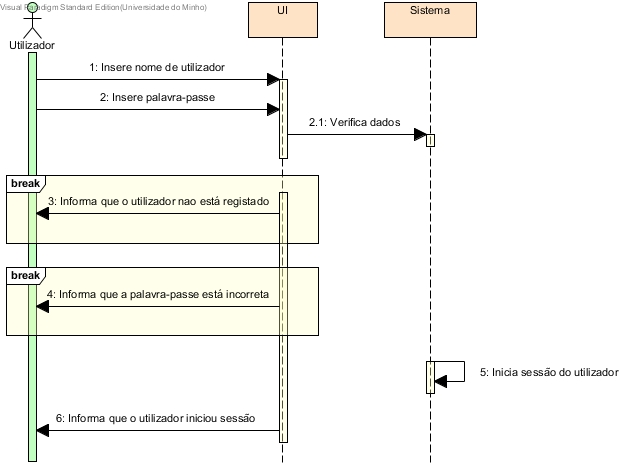 Visual Paradigm Standard Edition(Universidade do Minho)
UI
Sistema
Utilizador
1: Insere nome de utilizador
2: Insere palavra-passe
2.1: Verifica dados
break
3: Informa que o utilizador nao está registado
break
4: Informa que a palavra-passe está incorreta
5: Inicia sessão do utilizador
6: Informa que o utilizador iniciou sessão